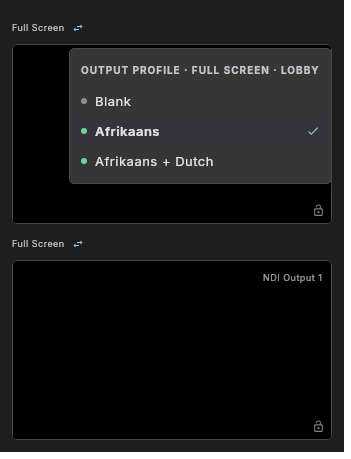 Full Screen
OUTPUT PROFILE · FULL SCREEN · LOBBY
Blank
Afrikaans
Afrikaans + Dutch
Full Screen
NDI Output 1